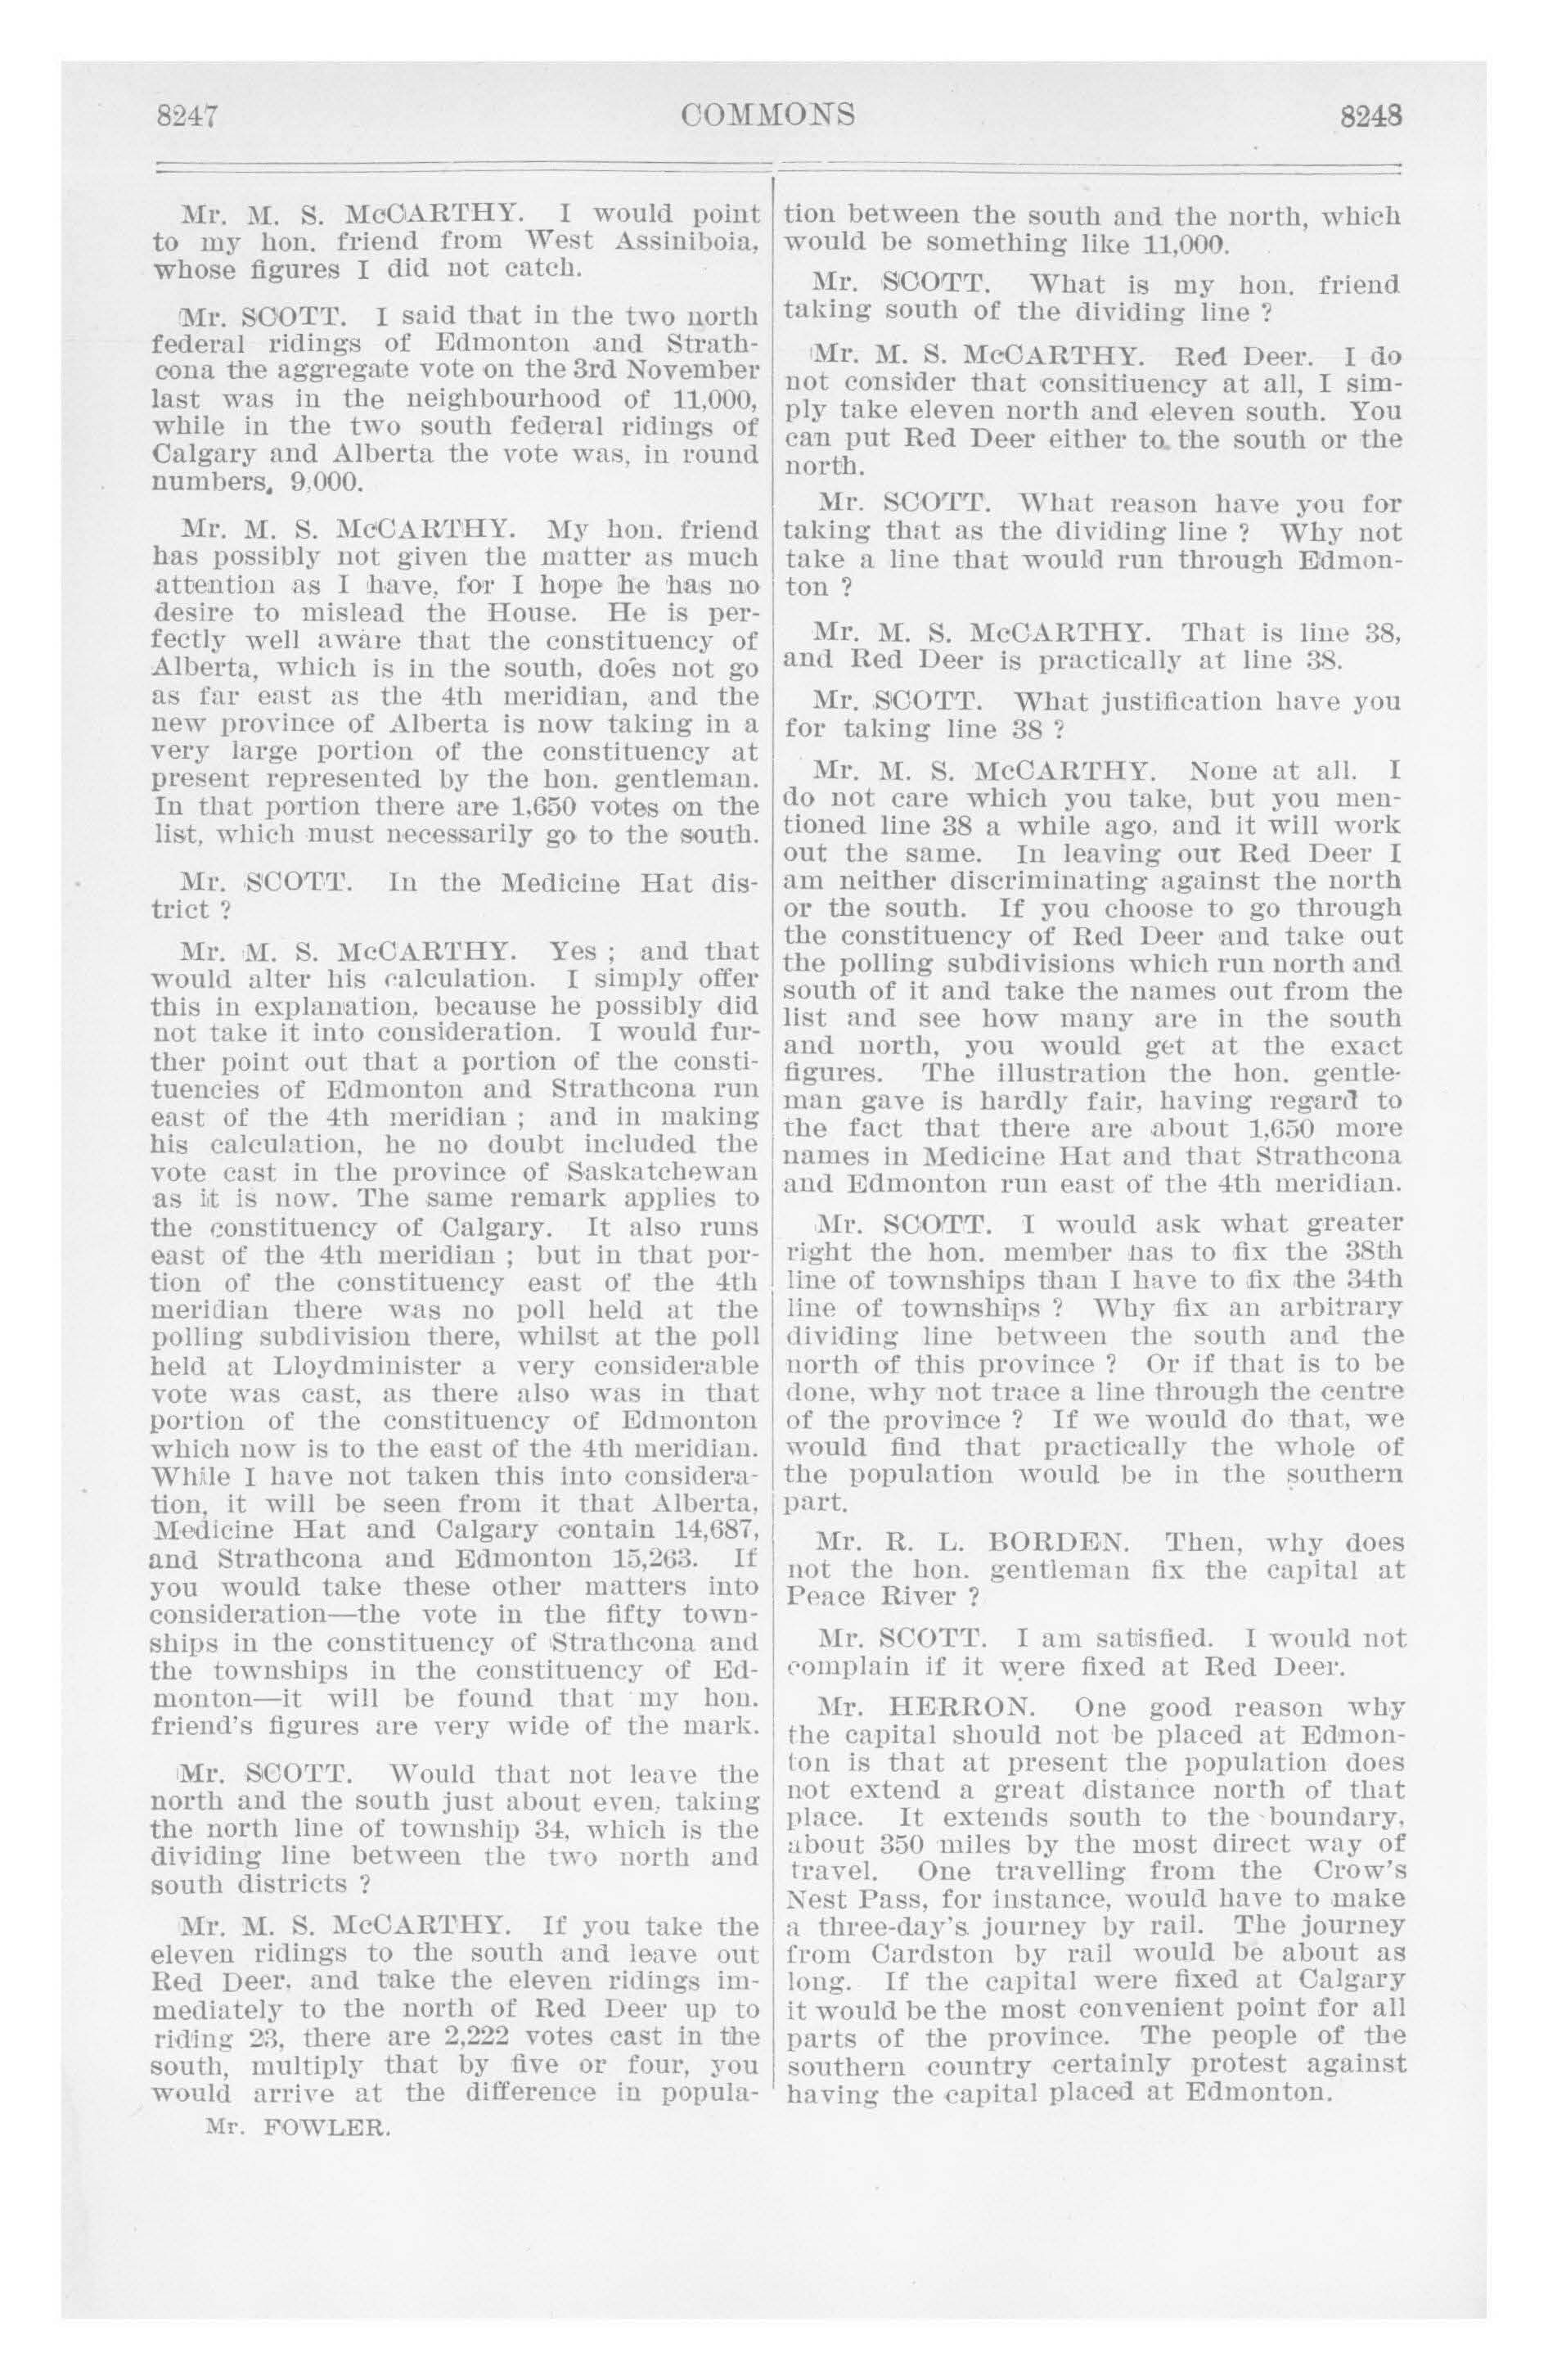 8247
COMMONS
8248
Mr. M. S. McCARTHY. I would point
to my hon. friend from West Assiniboia,
whose figures I did not catch.
Mr. SCOTT. I said that in the two north
federal ridings of Edmonton and Strath-
cona the aggregate vote on the 3rd November
last was in the neighbourhood of 11,000,
while in the two south federal ridings of
Calgary and Alberta the vote was, in round
numbers, 9,000.
Mr. M. S. McCARTHY. My hon. friend
has possibly not given the matter as much
attention as I have, for I hope he has no
desire to mislead the House. He is per-
fectly well aware that the constituency of
Alberta, which is in the south, does not go
as far east as the 4th meridian, and the
new province of Alberta is now taking in a
very large portion of the constituency at
present represented by the hon. gentleman.
In that portion there are 1,650 votes on the
list, which must necessarily go to the south.
Mr. SCOTT. In the Medicine Hat dis-
trict ?
Mr. M. S. McCARTHY. Yes ; and that
would alter his calculation. I simply offer
this in explanation, because he possibly did
not take it into consideration. I would fur-
ther point out that a portion of the consti-
tuencies of Edmonton and Strathcona run
east of the 4th meridian ; and in making
his calculation, he no doubt included the
vote cast in the province of Saskatchewan
as it is now. The same remark applies to
the constituency of Calgary. It also runs
east of the 4th meridian ; but in that por-
tion of the constituency east of the 4th
meridian there was no poll held at the
polling subdivision there, whilst at the poll
held at Lloydminister a very considerable
vote was cast, as there also was in that
portion of the constituency of Edmonton
which now is to the east of the 4th meridian.
While I have not taken this into considera-
tion, it will be seen from it that Alberta,
Medicine Hat and Calgary contain 14,687,
and Strathcona and Edmonton 15,263. If
you would take these other matters into
consideration—the vote in the fifty town-
ships in the constituency of Strathcona and
the townships in the constituency of Ed-
monton—it will be found that my hon.
friend's figures are very wide of the mark.
Mr. SCOTT. Would that not leave the
north and the south just about even, taking
the north line of township 34, which is the
dividing line between the two north and
south districts ?
Mr. M. S. McCARTHY. If you take the
eleven ridings to the south and leave out
Red Deer, and take the eleven ridings im-
mediately to the north of Red Deer up to
riding 23, there are 2,222 votes cast in the
south, multiply that by five or four, you
would arrive at the difference in popula-
Mr. FOWLER.
tion between the south and the north, which
would be something like 11,000.
Mr. SCOTT. What is my hon. friend
taking south of the dividing line ?
Mr. M. S. McCARTHY. Red Deer. I do
not consider that consitiuency at all, I sim-
ply take eleven north and eleven south. You
can put Red Deer either to the south or the
north.
Mr. SCOTT. What reason have you for
taking that as the dividing line ? Why not
take a line that would run through Edmon-
ton ?
Mr. M. S. McCARTHY. That is line 38,
and Red Deer is practically at line 38.
Mr. SCOTT. What justification have you
for taking line 38 ?
Mr. M. S. McCARTHY. None at all. I
do not care which you take, but you men-
tioned line 38 a while ago, and it will work
out the same. In leaving out Red Deer I
am neither discriminating against the north
or the south. If you choose to go through
the constituency of Red Deer and take out
the polling subdivisions which run north and
south of it and take the names out from the
list and see how many are in the south
and north, you would get at the exact
figures. The illustration the hon. gentle-
man gave is hardly fair, having regard to
the fact that there are about 1,650 more
names in Medicine Hat and that Strathcona
and Edmonton run east of the 4th meridian.
Mr. SCOTT. I would ask what greater
right the hon. member has to fix the 38th
line of townships than I have to fix the 34th
line of townships ? Why fix an arbitrary
dividing line between the south and the
north of this province ? Or if that is to be
done, why not trace a line through the centre
of the province ? If we would do that, we
would find that practically the whole of
the population would be in the southern
part.
Mr. R. L. BORDEN. Then, why does
not the hon. gentleman fix the capital at
Peace River ?
Mr. SCOTT. I am satisfied. I would not
complain if it were fixed at Red Deer.
Mr. HERRON. One good reason why
the capital should not be placed at Edmon-
ton is that at present the population does
not extend a great distance north of that
place. It extends south to the boundary,
about 350 miles by the most direct way of
travel. One travelling from the Crow's
Nest Pass, for instance, would have to make
a three-day's journey by rail. The journey
from Cardston by rail would be about as
long. If the capital were fixed at Calgary
it would be the most convenient point for all
parts of the province. The people of the
southern country certainly protest against
having the capital placed at Edmonton.